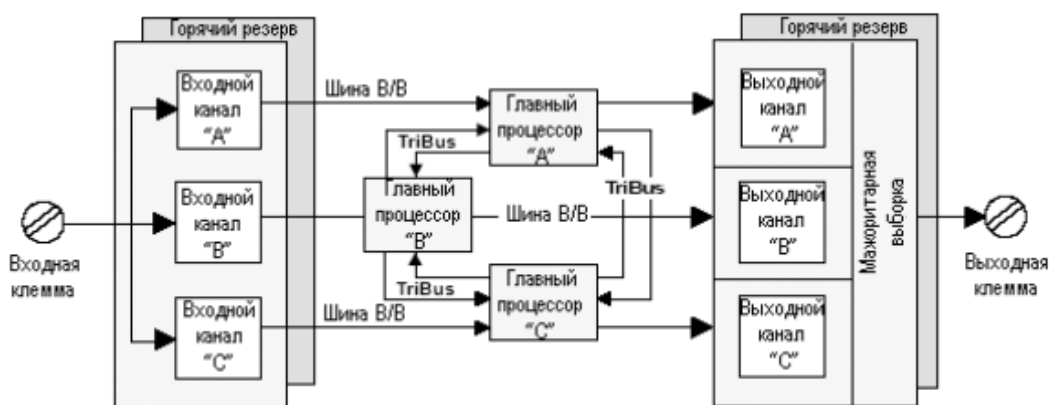 Горячий резерв
Горячий резерв
Входной
канал
"А"
Шина В/В
Главный
процессор
"А"
Выходной
канал
"А"
TriBus
TriBus
Входная
клемма
Входной
канал
"В"
Главный
процессор
"В"
Шина В/В
Выходной
канал
"В"
Мажоритарная
выборка
Выходная
клемма
TriBus
Входной
канал
"С"
Шина В/В
Главный
процессор
"С"
Выходной
канал
"С"